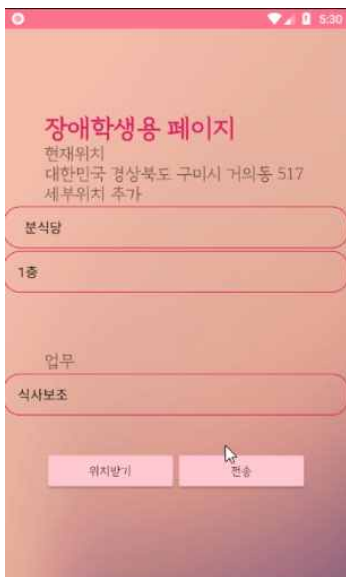 5:30
장애학생용 페이지
현재위치
대한민국 경상북도 구미시 거의동 517
세부위치 추가
분식당
1층
업무
식사보조
위치받기
전송